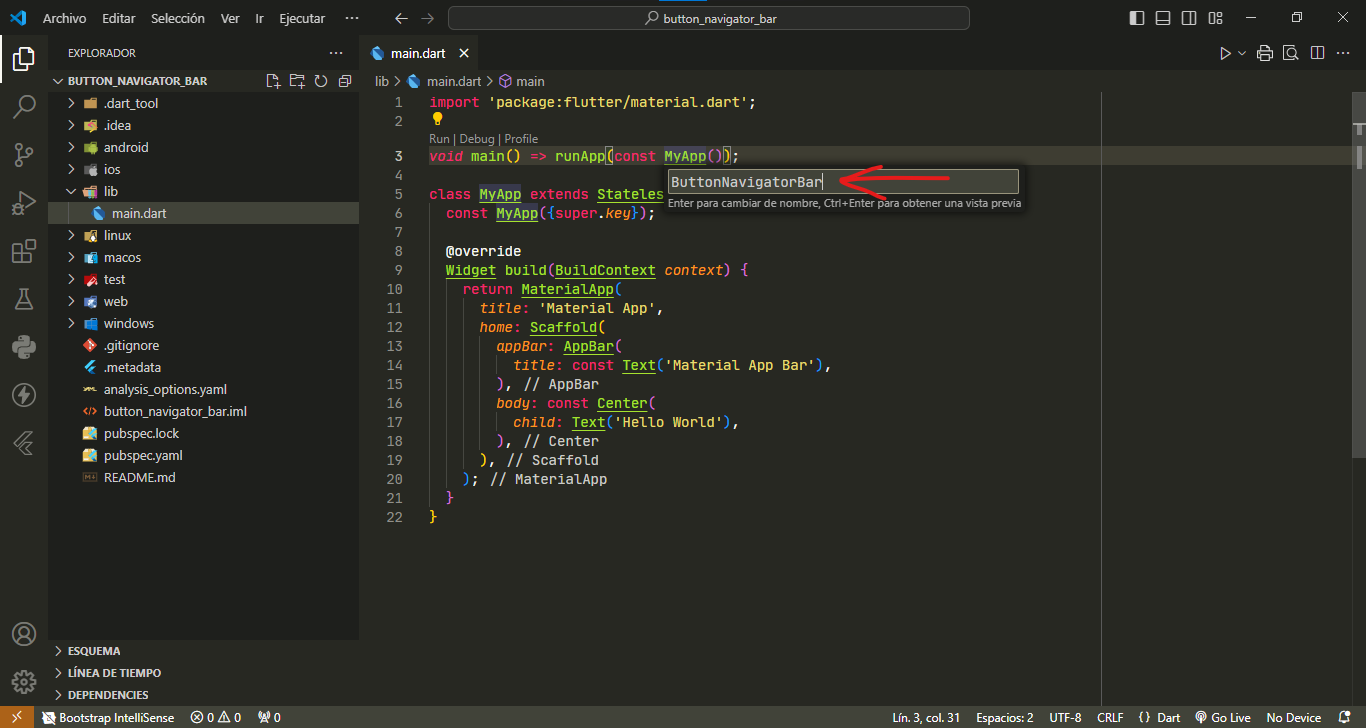 Archivo Editar Selección Ver Ir Ejecutar ···
button_navigator_bar
EXPLORADOR ···
BUTTON_NAVIGATOR_BAR
.dart_tool
.idea
android
ios
lib
main.dart
linux
macos
test
web
windows
.gitignore
.metadata
analysis_options.yaml
button_navigator_bar.iml
pubspec.lock
pubspec.yaml
README.md
ESQUEMA
LÍNEA DE TIEMPO
DEPENDENCIES
main.dart
lib > main.dart > main
1 import 'package:flutter/material.dart';
2
Run | Debug | Profile
3 void main() => runApp(const MyApp());
ButtonNavigatorBar
Enter para cambiar de nombre, Ctrl+Enter para obtener una vista previa
4
5 class MyApp extends Stateles
6 const MyApp({super.key});
7
8 @override
9 Widget build(BuildContext context) {
10 return MaterialApp(
11 title: 'Material App',
12 home: Scaffold(
13 appBar: AppBar(
14 title: const Text('Material App Bar'),
15 ), // AppBar
16 body: const Center(
17 child: Text('Hello World'),
18 ), // Center
19 ), // Scaffold
20 ); // MaterialApp
21 }
22 }
Bootstrap IntelliSense 0 0 0 Lín. 3, col. 31 Espacios: 2 UTF-8 CRLF {} Dart Go Live No Device